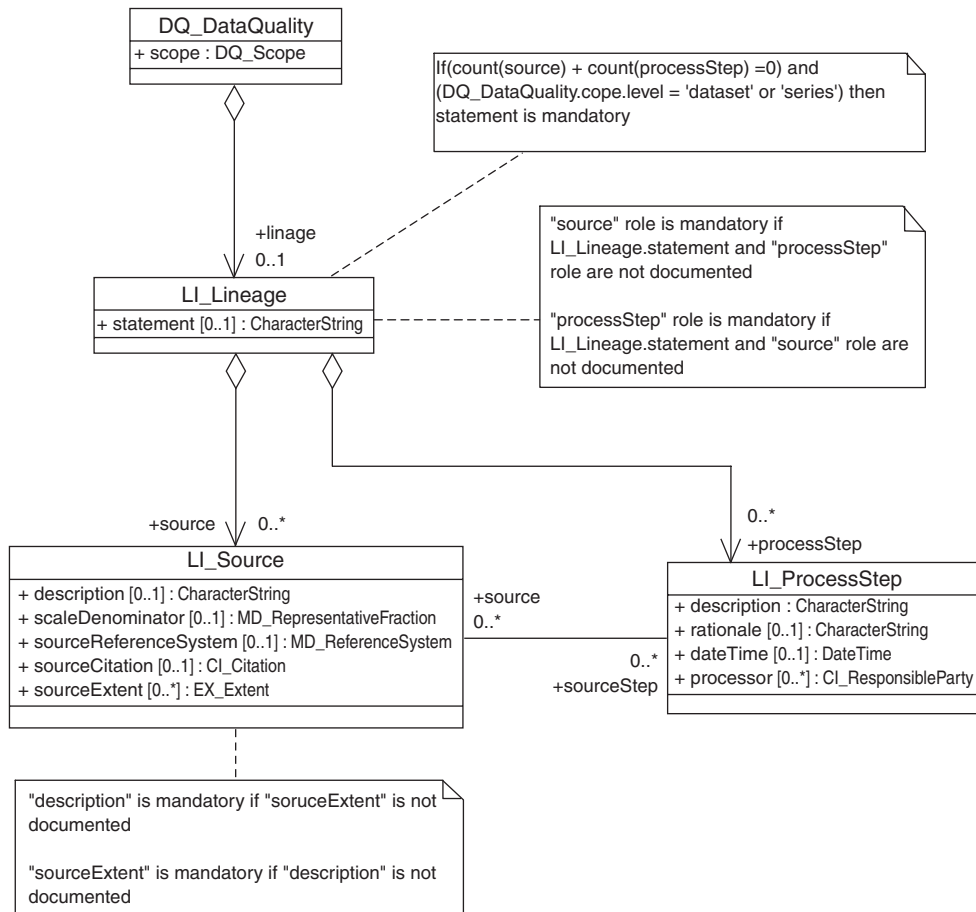 DQ_DataQuality
+ scope : DQ_Scope
If(count(source) + count(processStep) =0) and
(DQ_DataQuality.cope.level = 'dataset' or 'series') then
statement is mandatory
+linage
0..1
"source" role is mandatory if
LI_Lineage.statement and "processStep"
role are not documented
"processStep" role is mandatory if
LI_Lineage.statement and "source" role are
not documented
LI_Lineage
+ statement [0..1] : CharacterString
+source
0..*
0..*
+processStep
LI_Source
+ description [0..1] : CharacterString
+ scaleDenominator [0..1] : MD_RepresentativeFraction
+ sourceReferenceSystem [0..1] : MD_ReferenceSystem
+ sourceCitation [0..1] : CI_Citation
+ sourceExtent [0..*] : EX_Extent
+source
0..*
0..*
+sourceStep
LI_ProcessStep
+ description : CharacterString
+ rationale [0..1] : CharacterString
+ dateTime [0..1] : DateTime
+ processor [0..*] : CI_ResponsibleParty
"description" is mandatory if "soruceExtent" is not
documented
"sourceExtent" is mandatory if "description" is not
documented